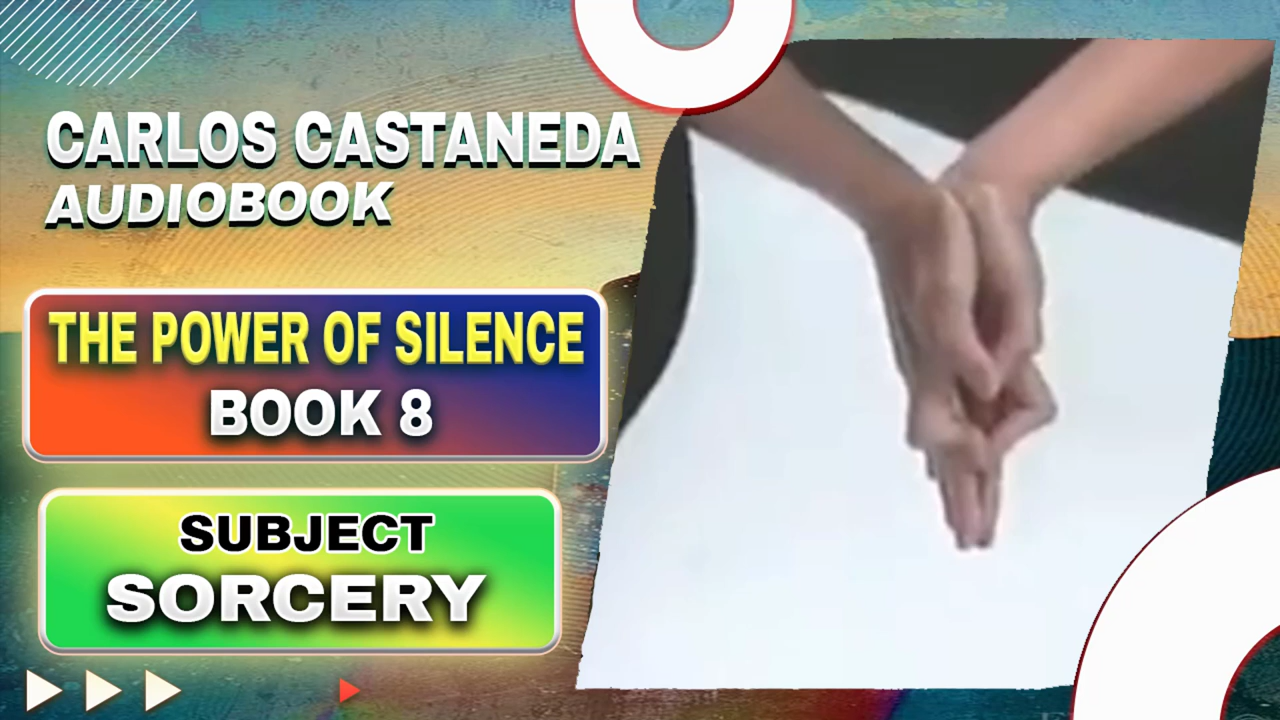 CARLOS CASTANEDA
AUDIOBOOK
THE POWER OF SILENCE
BOOK 8
SUBJECT
SORCERY